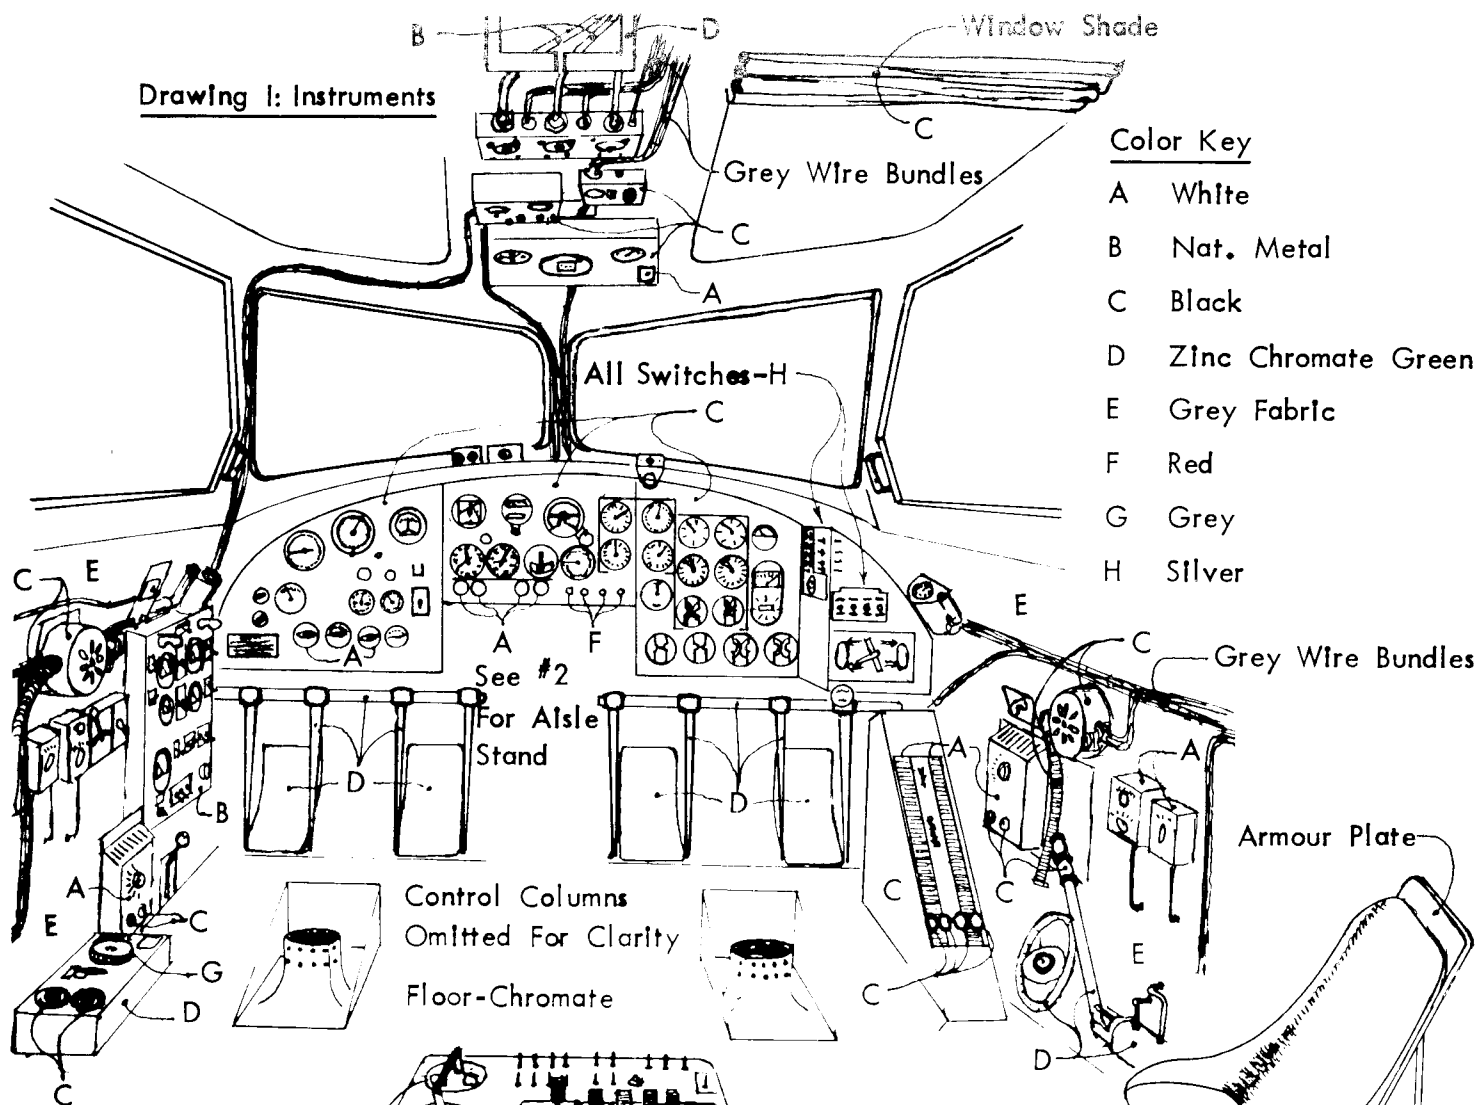 B
D
Window Shade
Drawing 1: Instruments
C
Color Key
Grey Wire Bundles
A White
B Nat. Metal
C
A
C Black
D Zinc Chromate Green
All Switches-H
C
E Grey Fabric
F Red
G Grey
H Silver
C
E
E
C
A
A
F
See #2
For Aisle
Stand
Grey Wire Bundles
A
A
D
D
B
Armour Plate
A
C
C
C
Control Columns
Omitted For Clarity
E
C
E
G
Floor-Chromate
C
D
D
C